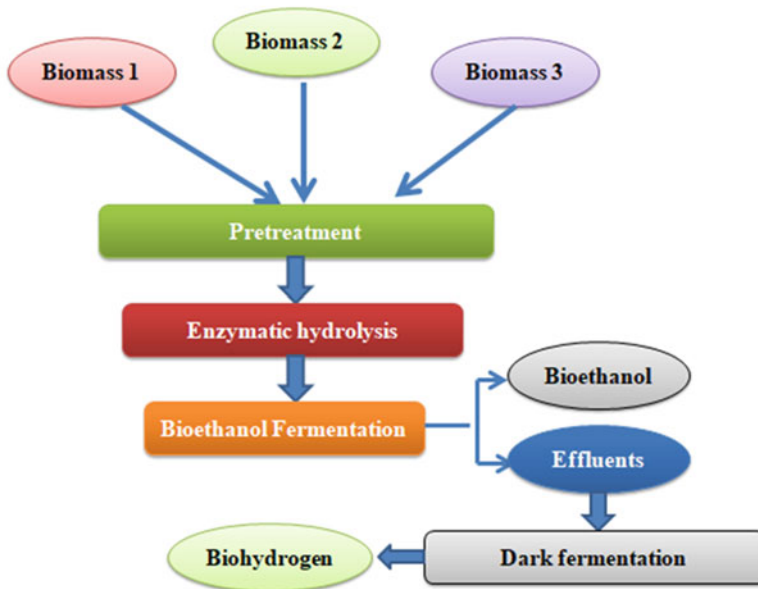 Biomass 1
Biomass 2
Biomass 3
Pretreatment
Enzymatic hydrolysis
Bioethanol Fermentation
Bioethanol
Effluents
Dark fermentation
Biohydrogen